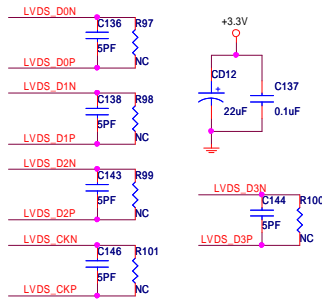 LVDS_D0N
C136 R97
5PF
LVDS_D0P
NC
LVDS_D1N
C138 R98
5PF
LVDS_D1P
NC
LVDS_D2N
C143 R99
5PF
LVDS_D2P
NC
LVDS_CKN
C146 R101
5PF
LVDS_CKP
NC
+3.3V
CD12
+
C137
22uF
0.1uF
LVDS_D3N
C144 R100
5PF
LVDS_D3P
NC